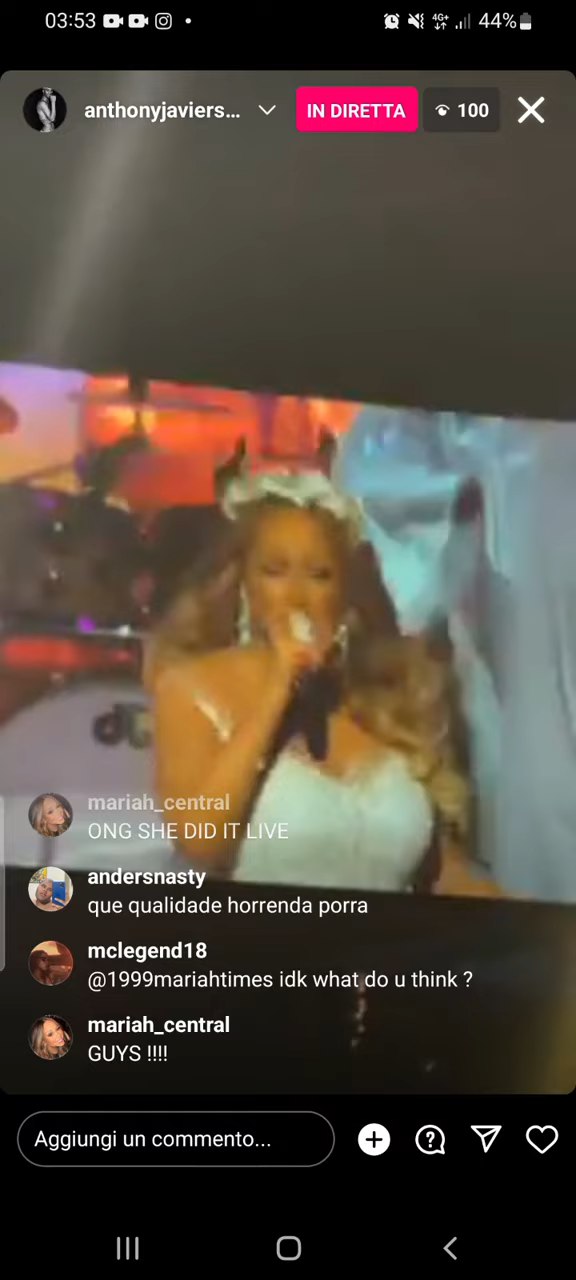 03:53
4G+
44%
anthonyjaviers...
IN DIRETTA
100
mariah_central
ONG SHE DID IT LIVE
andersnasty
que qualidade horrenda porra
mclegend18
@1999mariahtimes idk what do u think ?
mariah_central
GUYS !!!!
Aggiungi un commento...